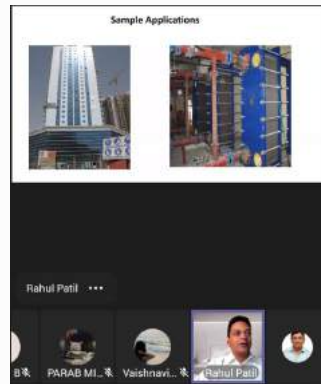 Sample Applications
Rahul Patil ...
B
PARAB MI...
Vaishnavi...
Rahul Patil